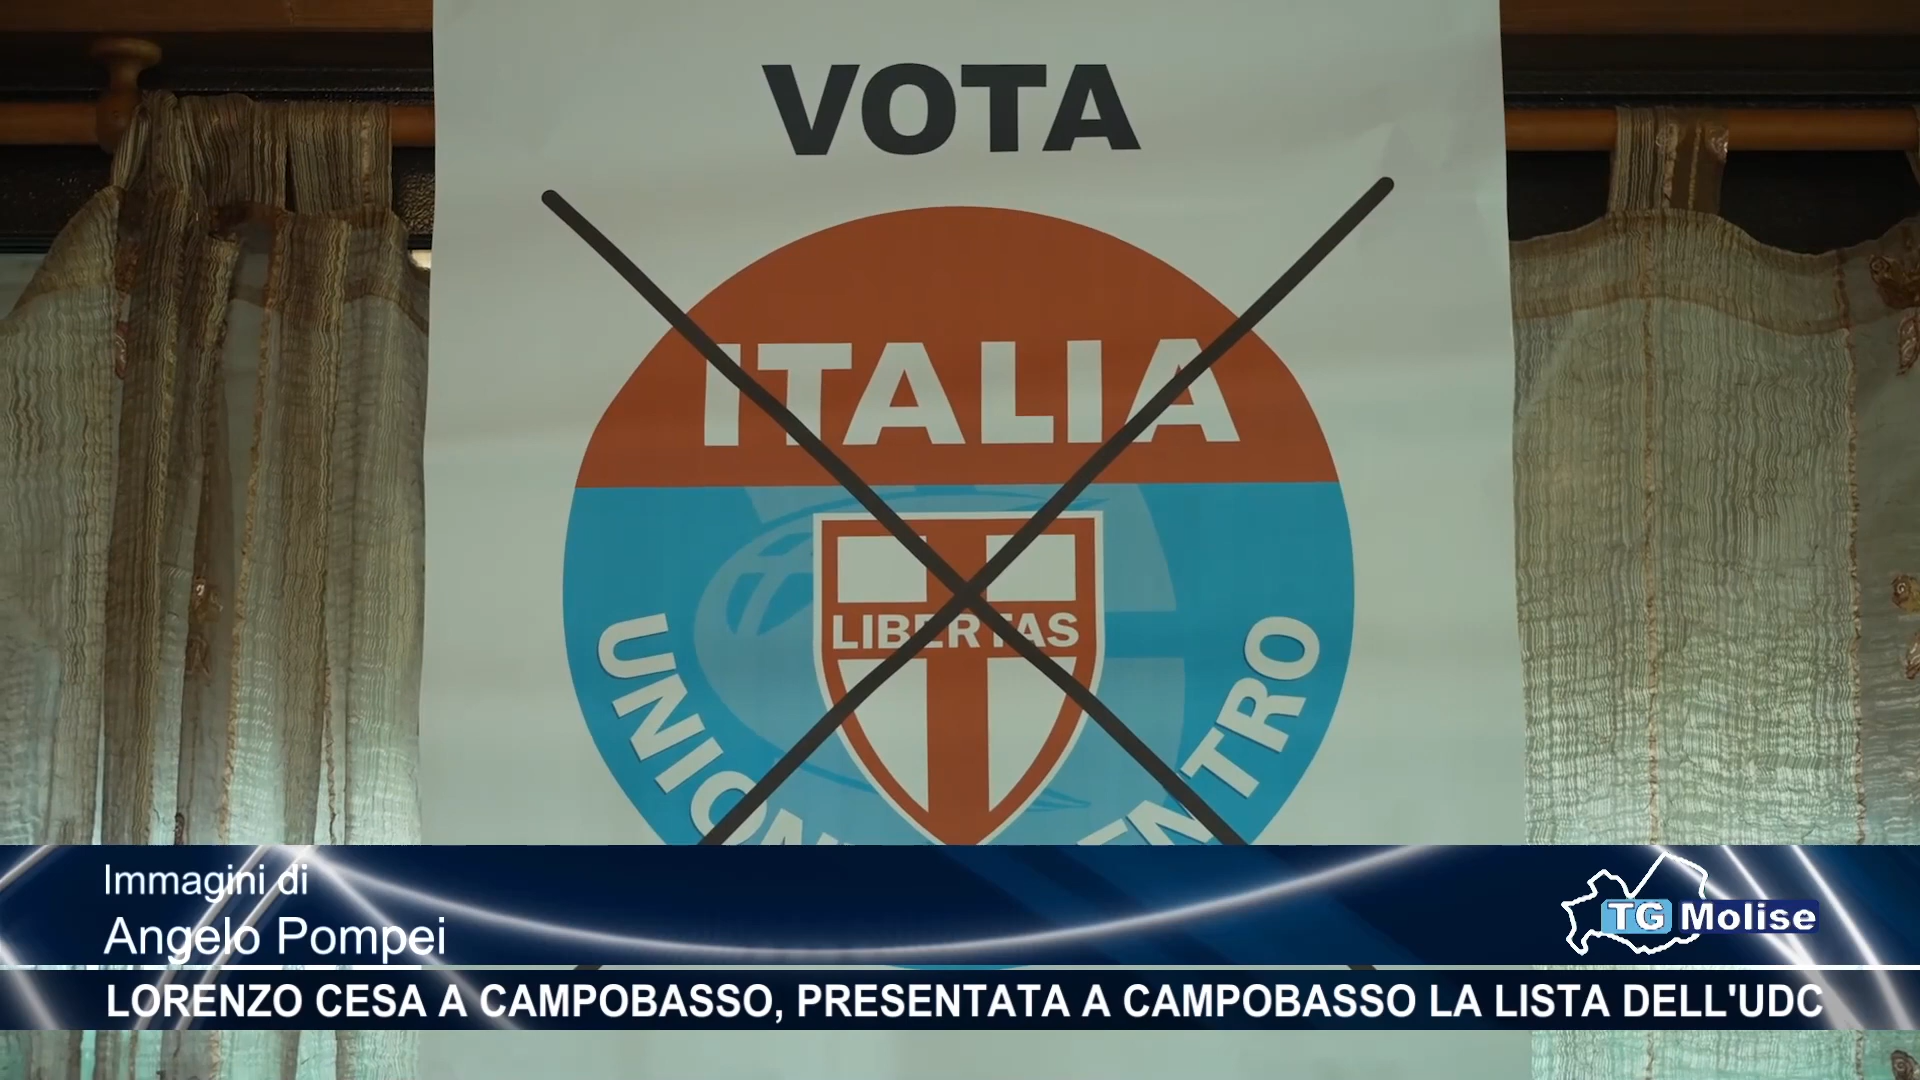 VOTA
ITALIA
LIBERTAS
Immagini di
Angelo Pompei
TG Molise
LORENZO CESA A CAMPOBASSO, PRESENTATA A CAMPOBASSO LA LISTA DELL'UDC